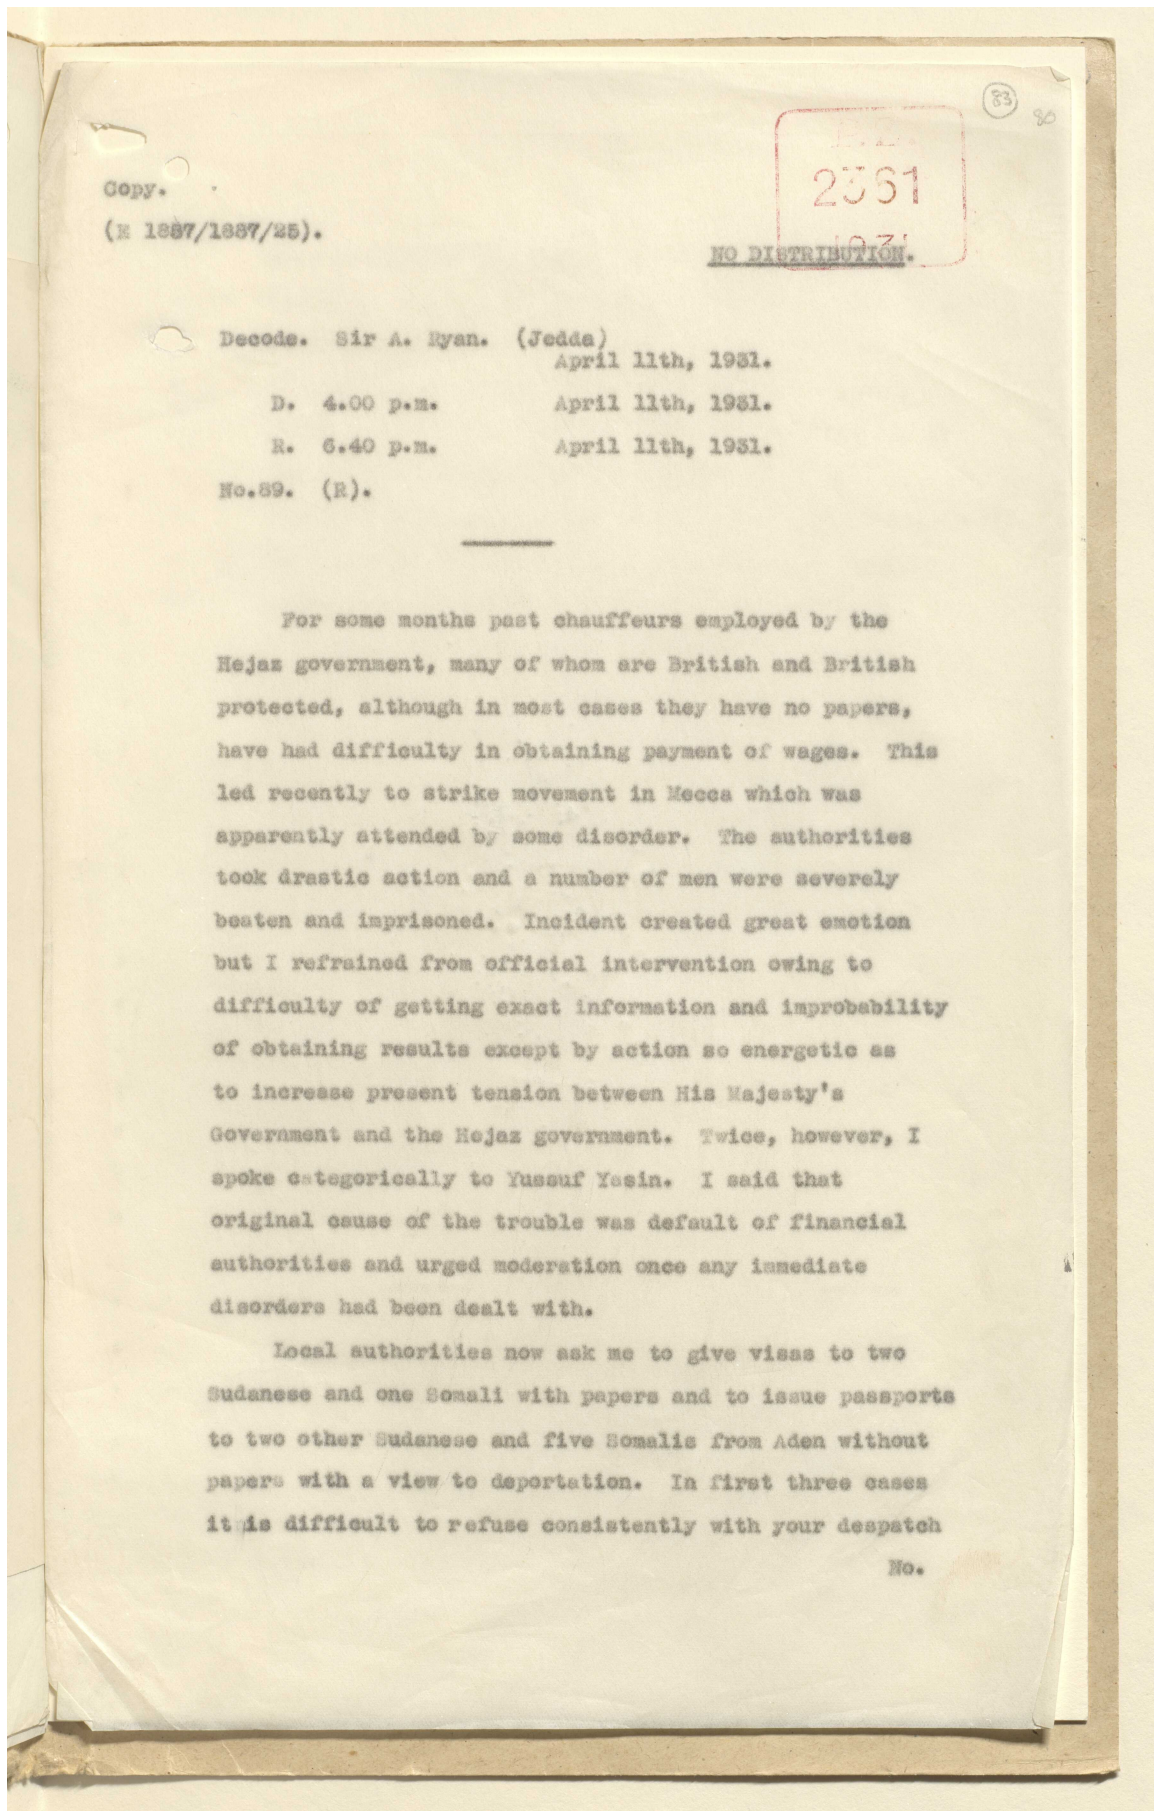 83
80
2361
1931
Copy.
(E 1887/1887/25).
NO DISTRIBUTION.
Decode. Sir A. Ryan. (Jedda)
April 11th, 1931.
D. 4.00 p.m. April 11th, 1931.
R. 6.40 p.m. April 11th, 1931.
No.89. (R).
For some months past chauffeurs employed by the
Hejaz government, many of whom are British and British
protected, although in most cases they have no papers,
have had difficulty in obtaining payment of wages. This
led recently to strike movement in Mecca which was
apparently attended by some disorder. The authorities
took drastic action and a number of men were severely
beaten and imprisoned. Incident created great emotion
but I refrained from official intervention owing to
difficulty of getting exact information and improbability
of obtaining results except by action so energetic as
to increase present tension between His Majesty's
Government and the Hejaz government. Twice, however, I
spoke categorically to Yussuf Yasin. I said that
original cause of the trouble was default of financial
authorities and urged moderation once any immediate
disorders had been dealt with.
Local authorities now ask me to give visas to two
Sudanese and one Somali with papers and to issue passports
to two other Sudanese and five Somalis from Aden without
papers with a view to deportation. In first three cases
it is difficult to refuse consistently with your despatch
No.